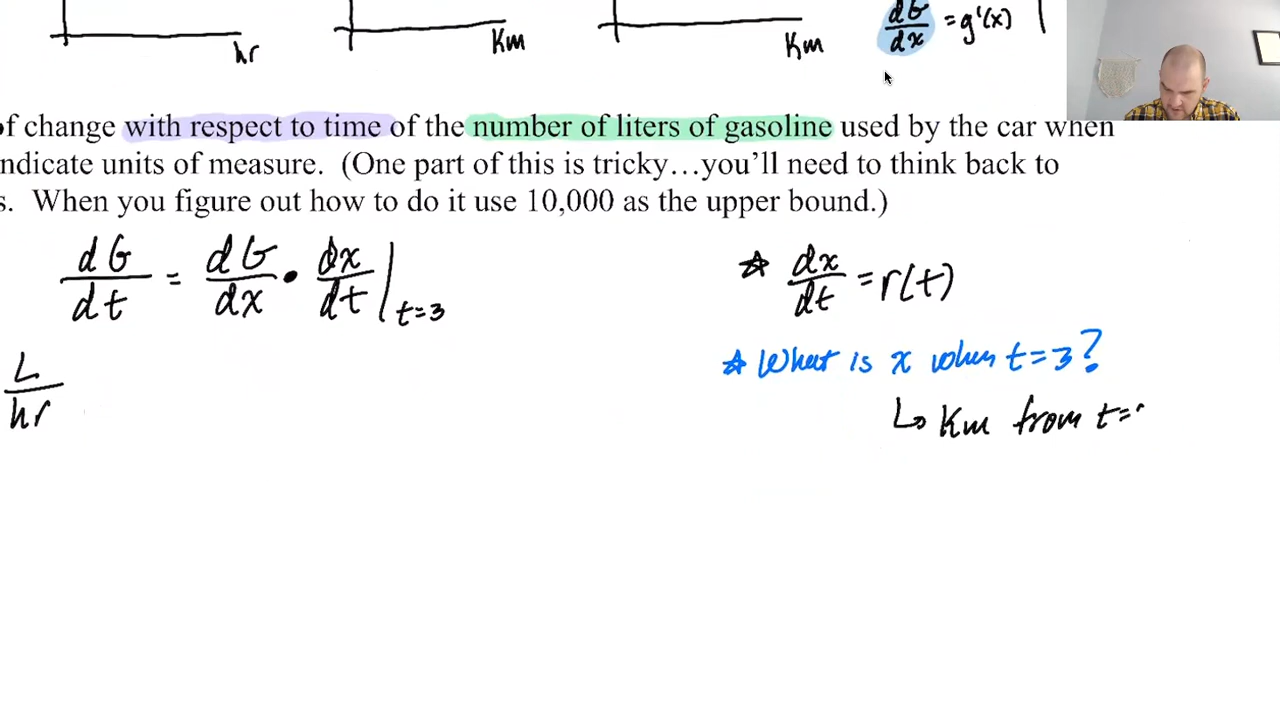 hr
Km
Km
dG/dx = g'(x)
of change with respect to time of the number of liters of gasoline used by the car when
ndicate units of measure. (One part of this is tricky…you'll need to think back to
s. When you figure out how to do it use 10,000 as the upper bound.)
dG/dt = dG/dx • dx/dt | t=3
☆ dx/dt = r(t)
☆ What is x when t=3?
L/hr
↳ Km from t=